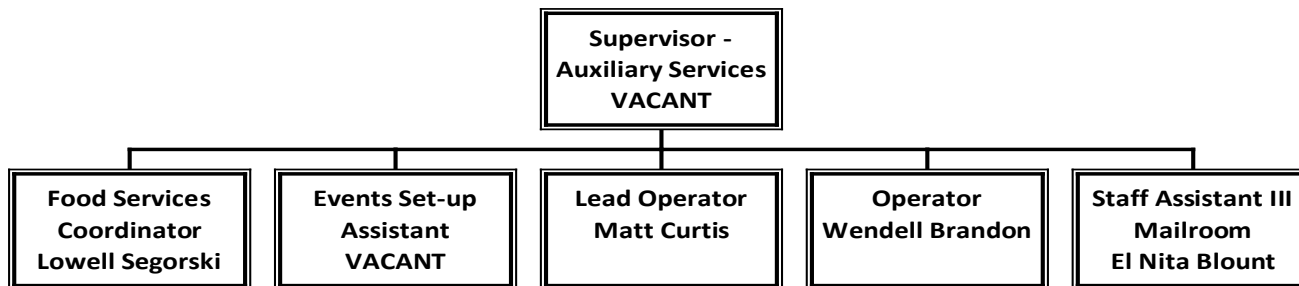 Supervisor -
Auxiliary Services
VACANT
Food Services
Coordinator
Lowell Segorski
Events Set-up
Assistant
VACANT
Lead Operator
Matt Curtis
Operator
Wendell Brandon
Staff Assistant III
Mailroom
El Nita Blount